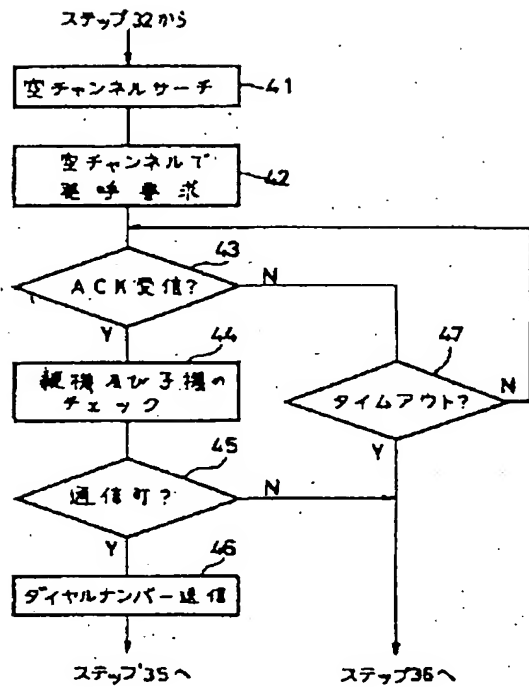 ステップ32から
空チャンネルサーチ
41
空チャンネルで
発呼要求
42
43
ACK受信?
N
Y
44
47
親機及び子機の
チェック
タイムアウト?
N
45
Y
通信可?
N
Y
46
ダイヤルナンバー送信
ステップ35へ
ステップ36へ